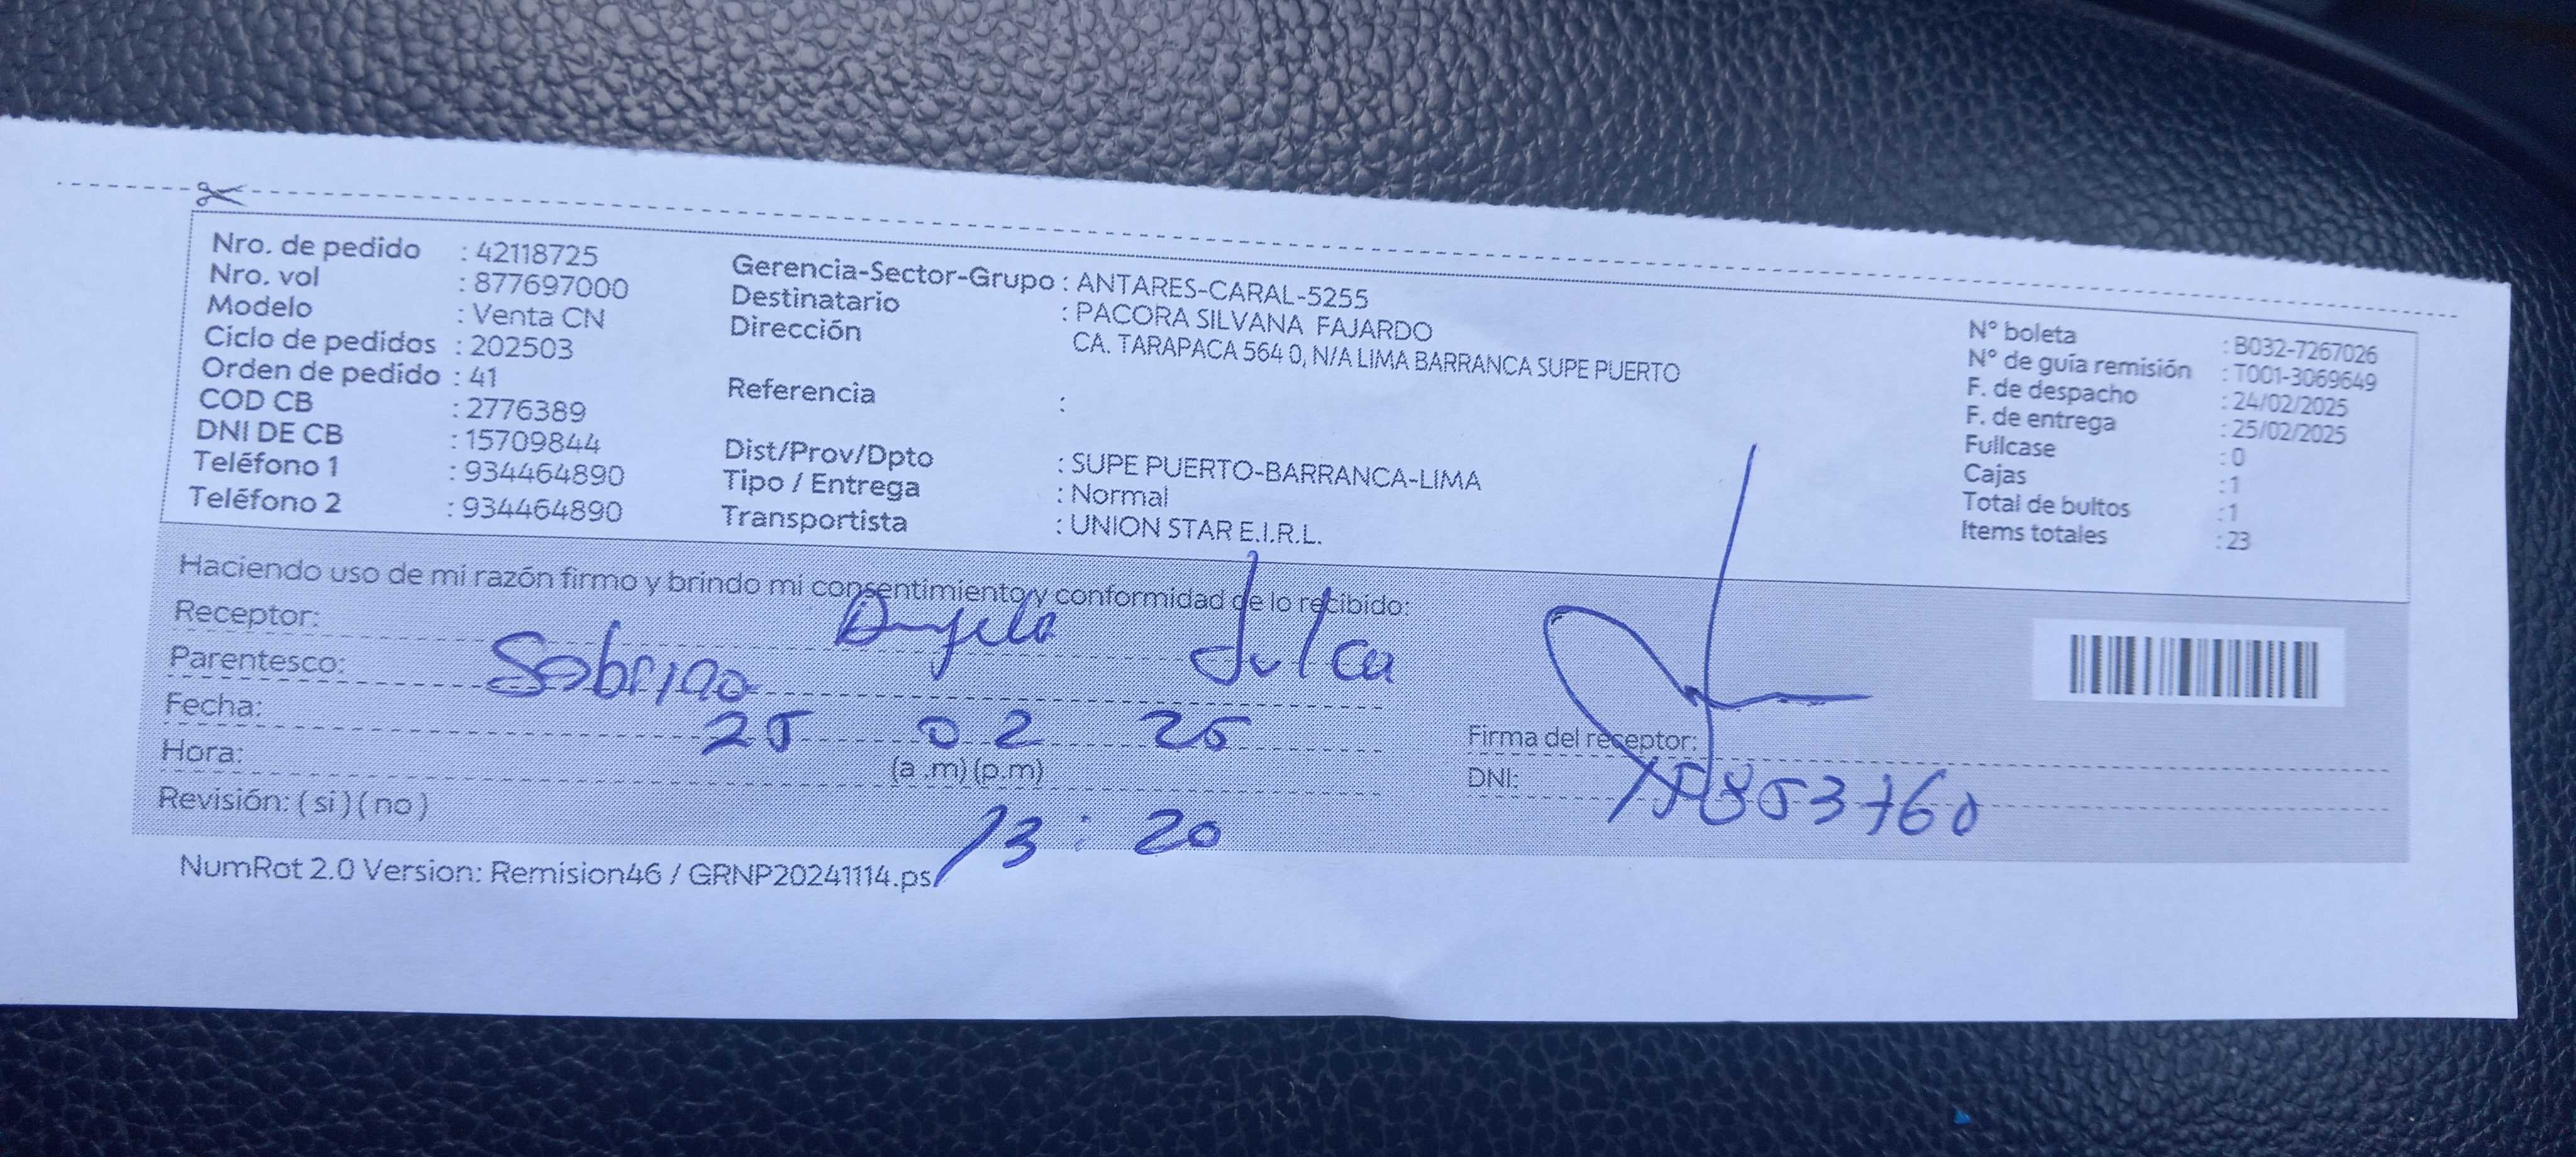 Nro. de pedido : 42118725
Nro. vol : 877697000
Modelo : Venta CN
Ciclo de pedidos : 202503
Orden de pedido : 41
COD CB : 2776389
DNI DE CB : 15709844
Teléfono 1 : 934464890
Teléfono 2 : 934464890
Gerencia-Sector-Grupo : ANTARES-CARAL-5255
Destinatario : PACORA SILVANA FAJARDO
Dirección CA. TARAPACA 564 0, N/A LIMA BARRANCA SUPE PUERTO
Referencia :
Dist/Prov/Dpto : SUPE PUERTO-BARRANCA-LIMA
Tipo / Entrega : Normal
Transportista : UNION STAR E.I.R.L.
N° boleta : B032-7267026
N° de guía remisión : T001-3069649
F. de despacho : 24/02/2025
F. de entrega : 25/02/2025
Fullcase : 0
Cajas : 1
Total de bultos : 1
Items totales : 23
Haciendo uso de mi razón firmo y brindo mi consentimiento y conformidad de lo recibido:
Receptor: Angelo Julca
Parentesco: Sobrino
Fecha: 25 02 25
Hora: (a .m) (p.m)
13 : 20
Revisión: ( si ) ( no )
Firma del receptor:
DNI:
NumRot 2.0 Version: Remision46 / GRNP20241114.ps